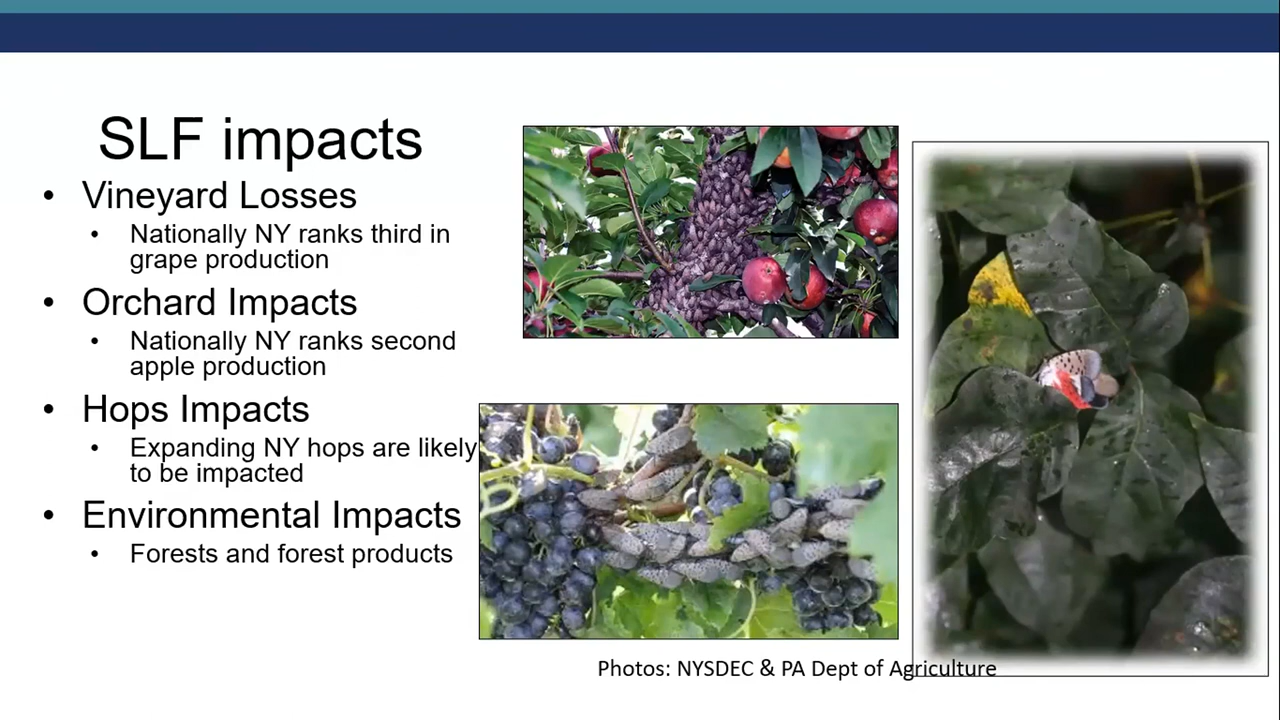 SLF impacts
• Vineyard Losses
• Nationally NY ranks third in
grape production
• Orchard Impacts
• Nationally NY ranks second
apple production
• Hops Impacts
• Expanding NY hops are likely
to be impacted
• Environmental Impacts
• Forests and forest products
Photos: NYSDEC & PA Dept of Agriculture